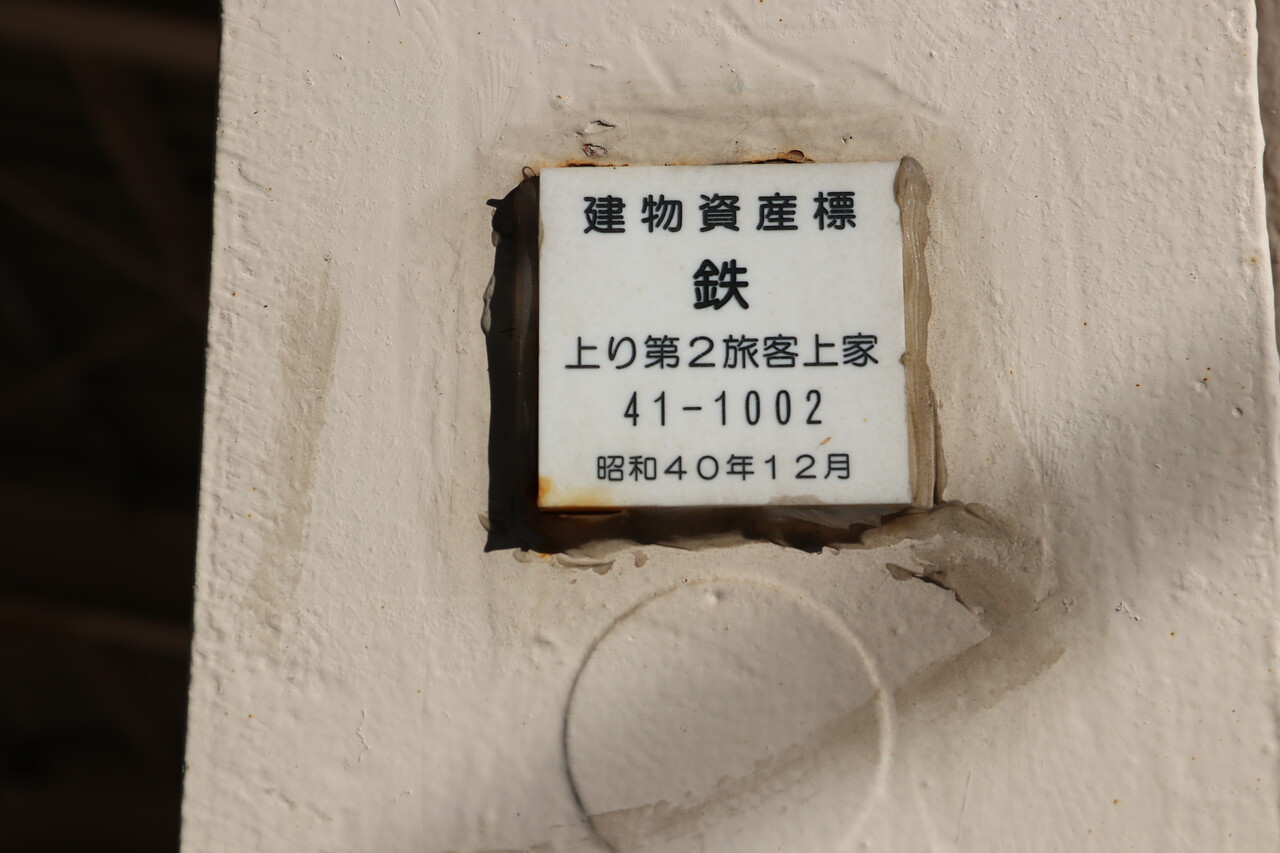 建物資産標
鉄
上り第2旅客上家
41-1002
昭和40年12月